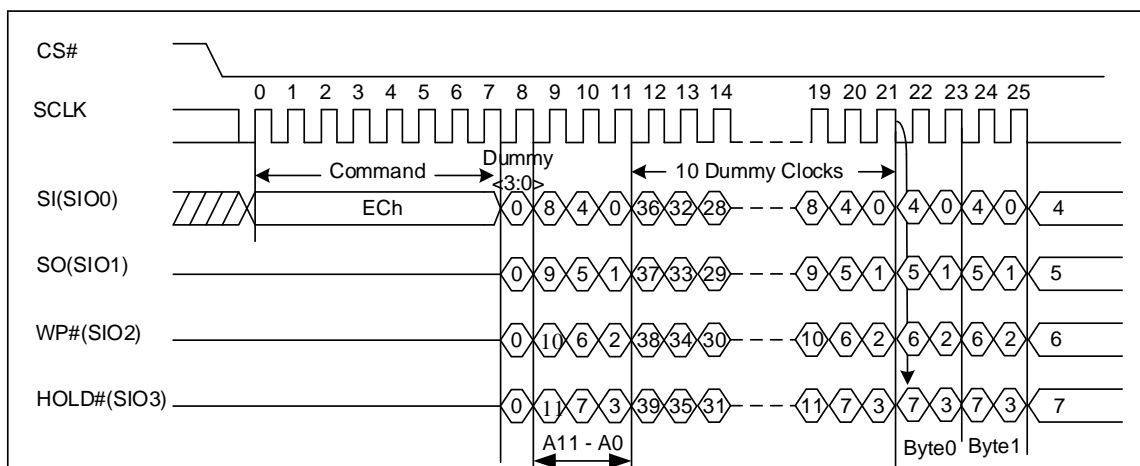 CS#
0 1 2 3 4 5 6 7 8 9 10 11 12 13 14 19 20 21 22 23 24 25
SCLK
Command Dummy 10 Dummy Clocks
<3:0>
SI(SIO0) ECh 0 8 4 0 36 32 28 8 4 0 4 0 4 0 4
SO(SIO1) 0 9 5 1 37 33 29 9 5 1 5 1 5 1 5
WP#(SIO2) 0 10 6 2 38 34 30 10 6 2 6 2 6 2 6
HOLD#(SIO3) 0 11 7 3 39 35 31 11 7 3 7 3 7 3 7
A11 - A0 Byte0 Byte1